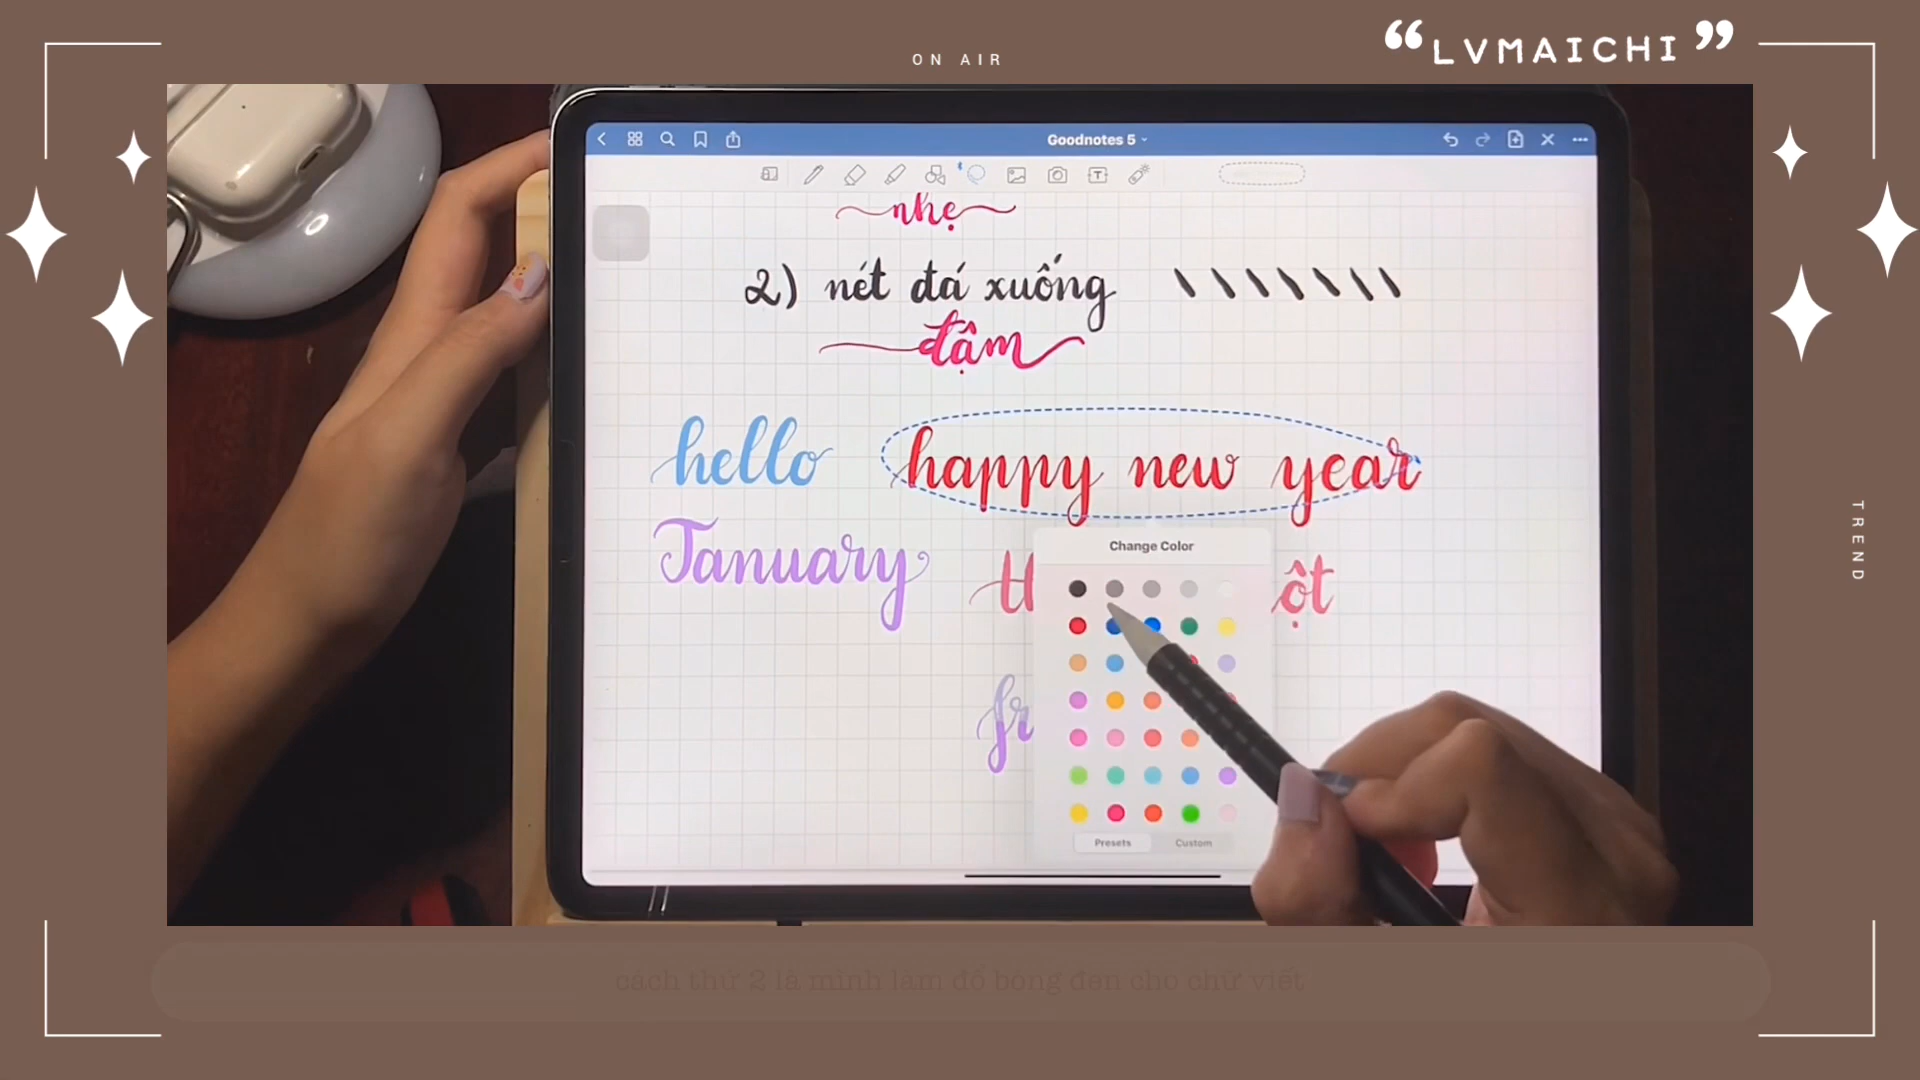 ON AIR
“LVMAICHI”
Goodnotes 5
nhẹ
2) nét đá xuống
đậm
hello happy new year
January
ột
Change Color
Presets Custom
TREND
cách thứ 2 là mình làm đổ bóng đen cho chữ viết